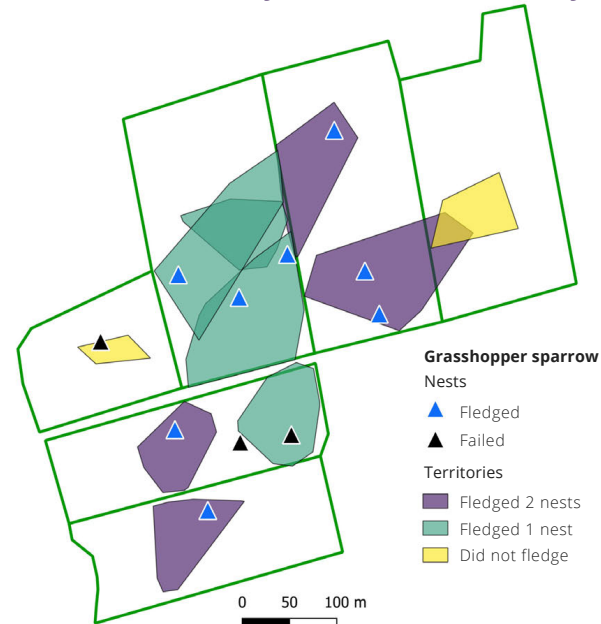 Grasshopper sparrow
Nests
Fledged
Failed
Territories
Fledged 2 nests
Fledged 1 nest
Did not fledge
0 50 100 m